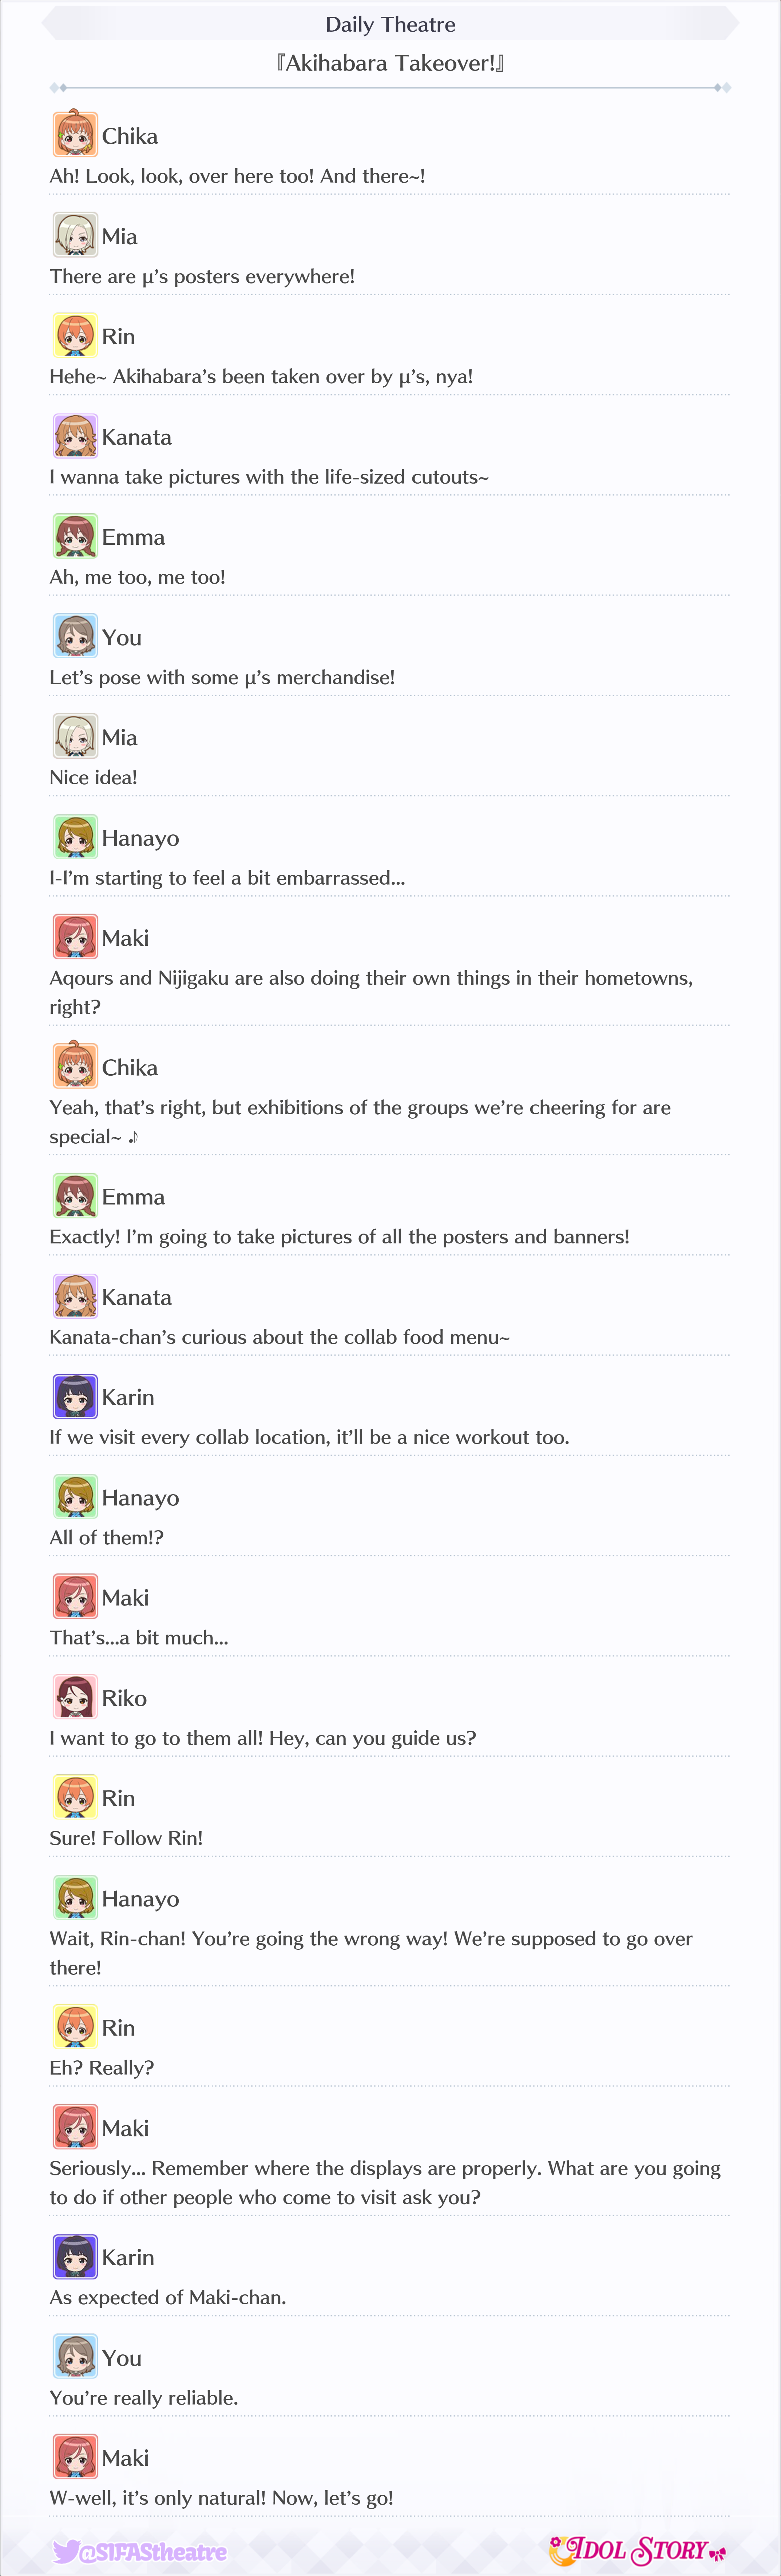 Daily Theatre
『Akihabara Takeover!』
Chika
Ah! Look, look, over here too! And there~!
Mia
There are μ’s posters everywhere!
Rin
Hehe~ Akihabara’s been taken over by μ’s, nya!
Kanata
I wanna take pictures with the life-sized cutouts~
Emma
Ah, me too, me too!
You
Let’s pose with some μ’s merchandise!
Mia
Nice idea!
Hanayo
I-I’m starting to feel a bit embarrassed...
Maki
Aqours and Nijigaku are also doing their own things in their hometowns,
right?
Chika
Yeah, that’s right, but exhibitions of the groups we’re cheering for are
special~ ♪
Emma
Exactly! I’m going to take pictures of all the posters and banners!
Kanata
Kanata-chan’s curious about the collab food menu~
Karin
If we visit every collab location, it’ll be a nice workout too.
Hanayo
All of them!?
Maki
That’s...a bit much...
Riko
I want to go to them all! Hey, can you guide us?
Rin
Sure! Follow Rin!
Hanayo
Wait, Rin-chan! You’re going the wrong way! We’re supposed to go over
there!
Rin
Eh? Really?
Maki
Seriously... Remember where the displays are properly. What are you going
to do if other people who come to visit ask you?
Karin
As expected of Maki-chan.
You
You’re really reliable.
Maki
W-well, it’s only natural! Now, let’s go!
@SIFAStheatre
IDOL STORY